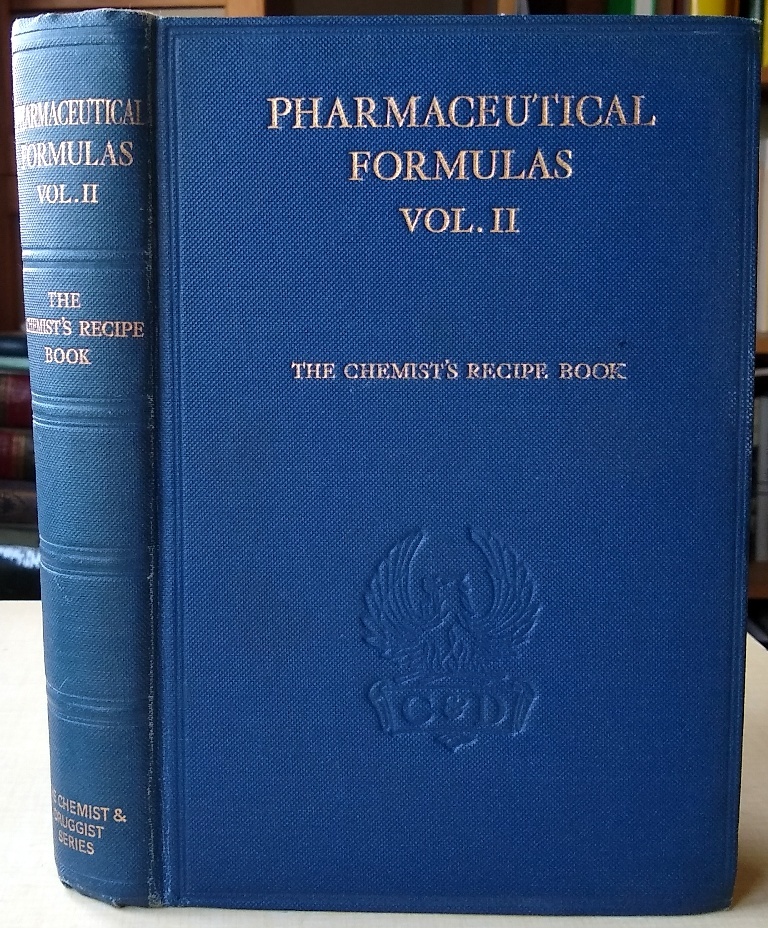 PHARMACEUTICAL
FORMULAS
VOL. II
THE CHEMIST'S RECIPE BOOK
C&D
PHARMACEUTICAL
FORMULAS
VOL. II
THE
CHEMIST'S RECIPE
BOOK
THE CHEMIST &
DRUGGIST
SERIES